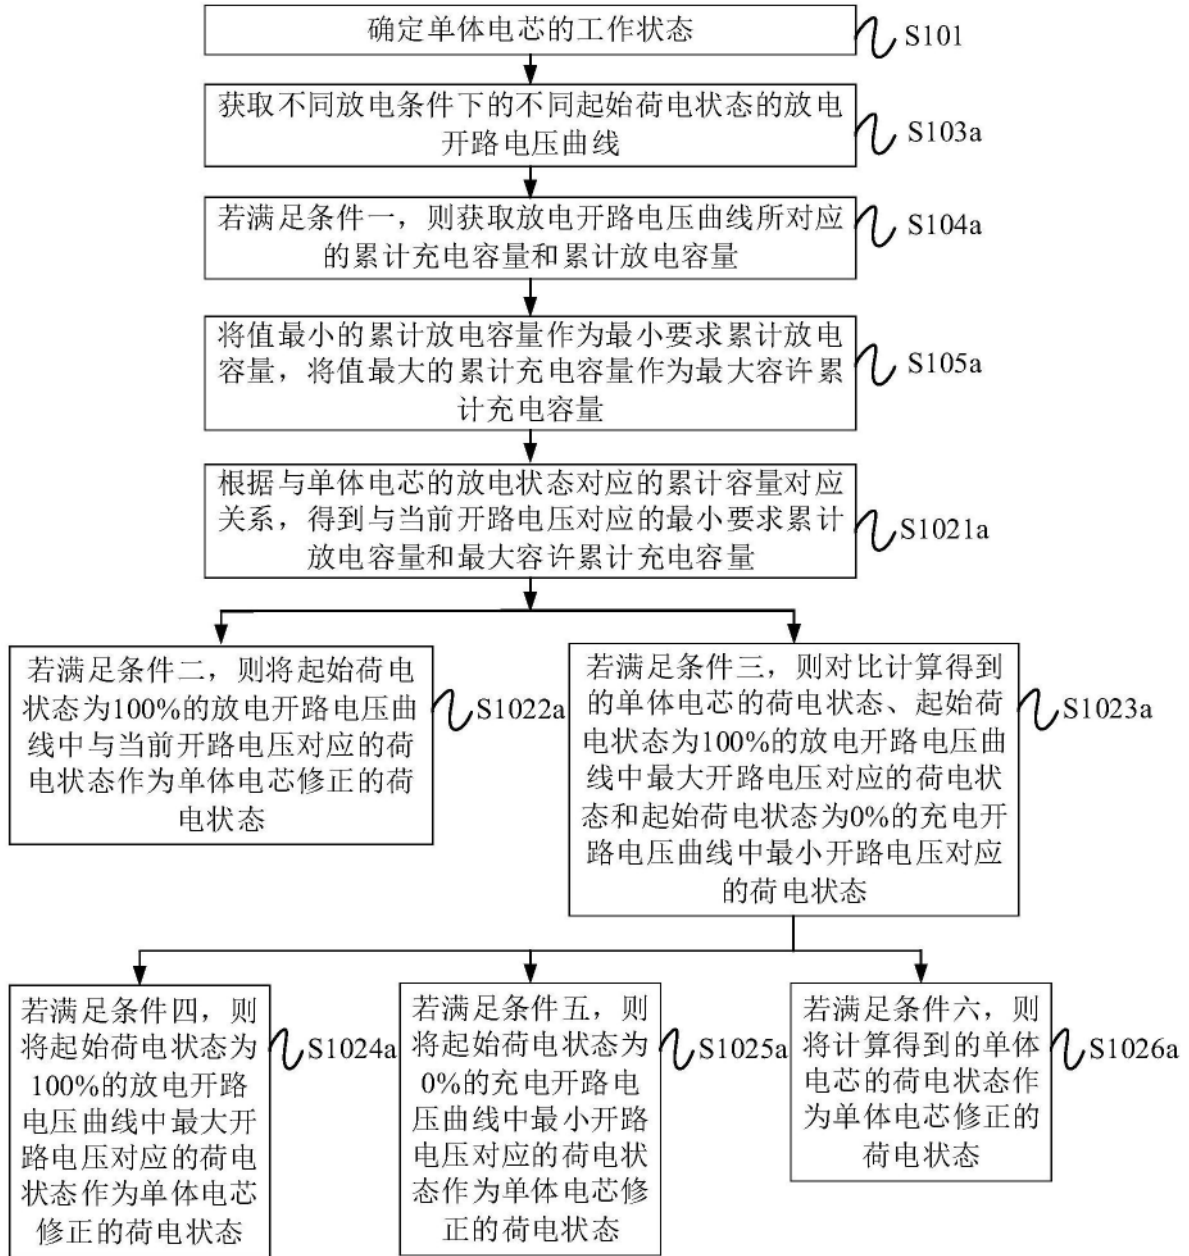 确定单体电芯的工作状态
S101
获取不同放电条件下的不同起始荷电状态的放电
开路电压曲线
S103a
若满足条件一，则获取放电开路电压曲线所对应
的累计充电容量和累计放电容量
S104a
将值最小的累计放电容量作为最小要求累计放电
容量，将值最大的累计充电容量作为最大容许累
计充电容量
S105a
根据与单体电芯的放电状态对应的累计容量对应
关系，得到与当前开路电压对应的最小要求累计
放电容量和最大容许累计充电容量
S1021a
若满足条件二，则将起始荷电
状态为100%的放电开路电压曲
线中与当前开路电压对应的荷
电状态作为单体电芯修正的荷
电状态
S1022a
若满足条件三，则对比计算得到
的单体电芯的荷电状态、起始荷
电状态为100%的放电开路电压曲
线中最大开路电压对应的荷电状
态和起始荷电状态为0%的充电开
路电压曲线中最小开路电压对应
的荷电状态
S1023a
若满足条件四，则
将起始荷电状态为
100%的放电开路
电压曲线中最大开
路电压对应的荷电
状态作为单体电芯
修正的荷电状态
S1024a
若满足条件五，则
将起始荷电状态为
0%的充电开路电
压曲线中最小开路
电压对应的荷电状
态作为单体电芯修
正的荷电状态
S1025a
若满足条件六，则
将计算得到的单体
电芯的荷电状态作
为单体电芯修正的
荷电状态
S1026a